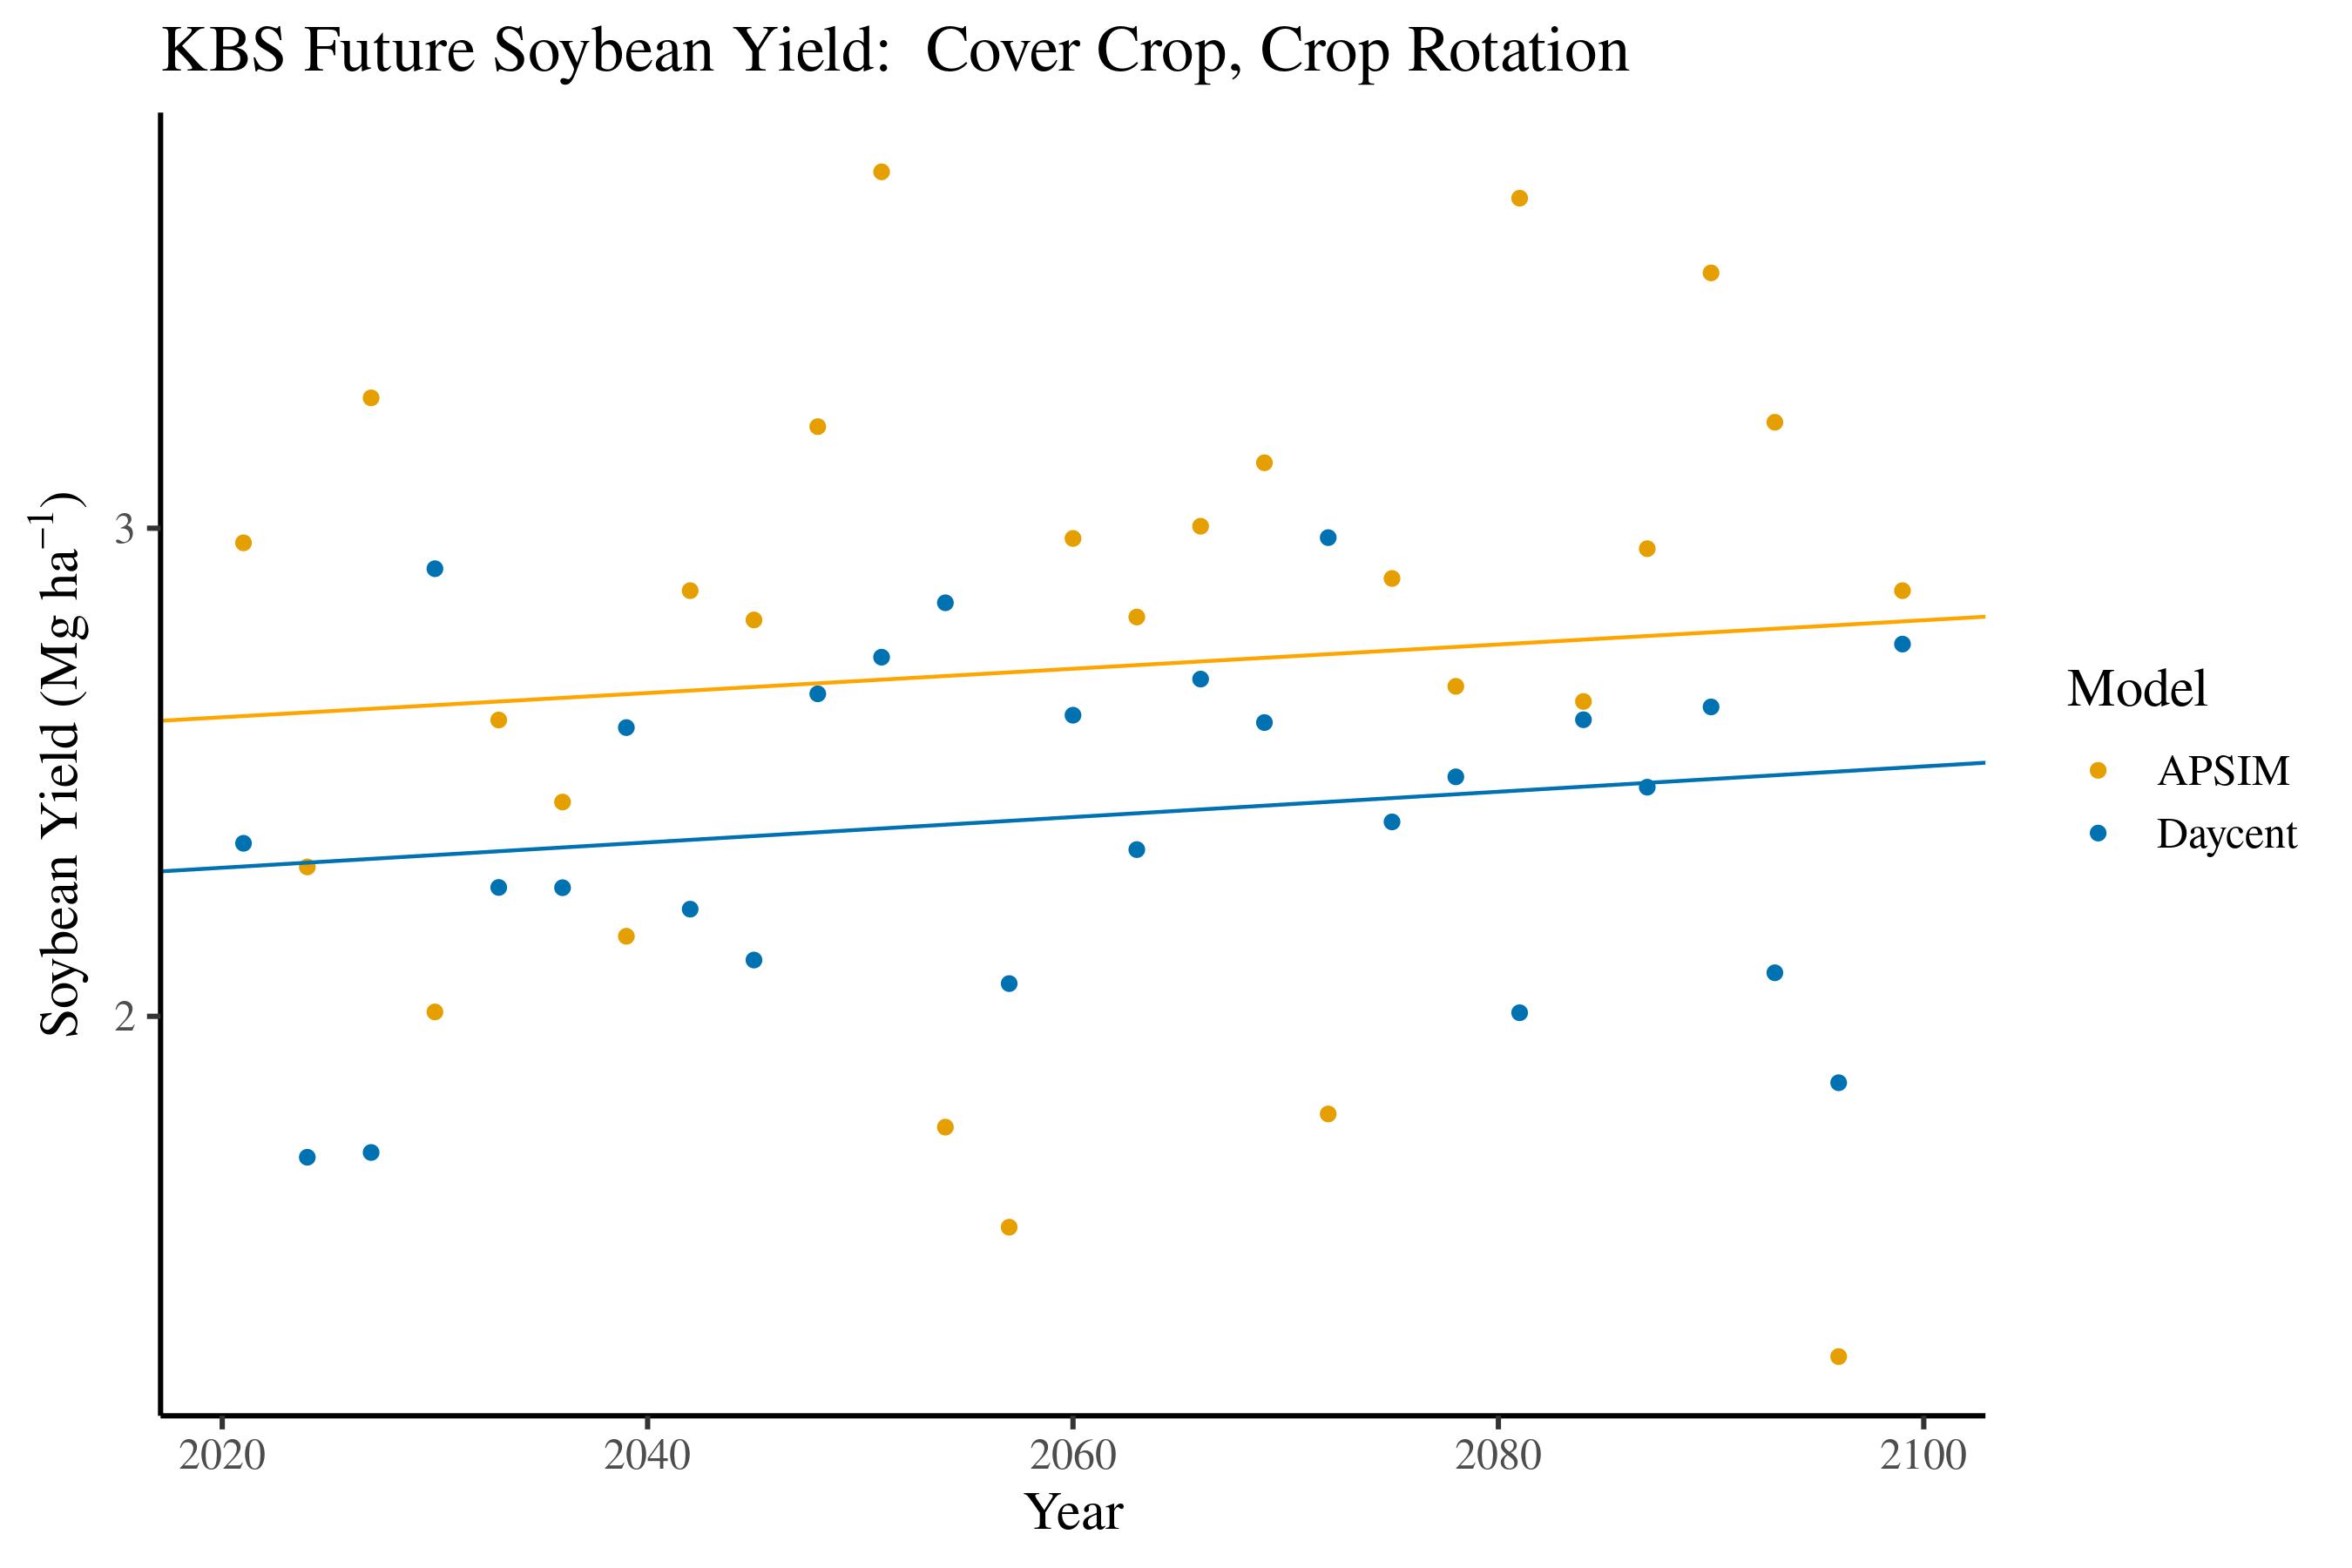 KBS Future Soybean Yield:  Cover Crop, Crop Rotation
Soybean Yield (Mg ha⁻¹)
3
2
2020
2040
2060
2080
2100
Year
Model
APSIM
Daycent